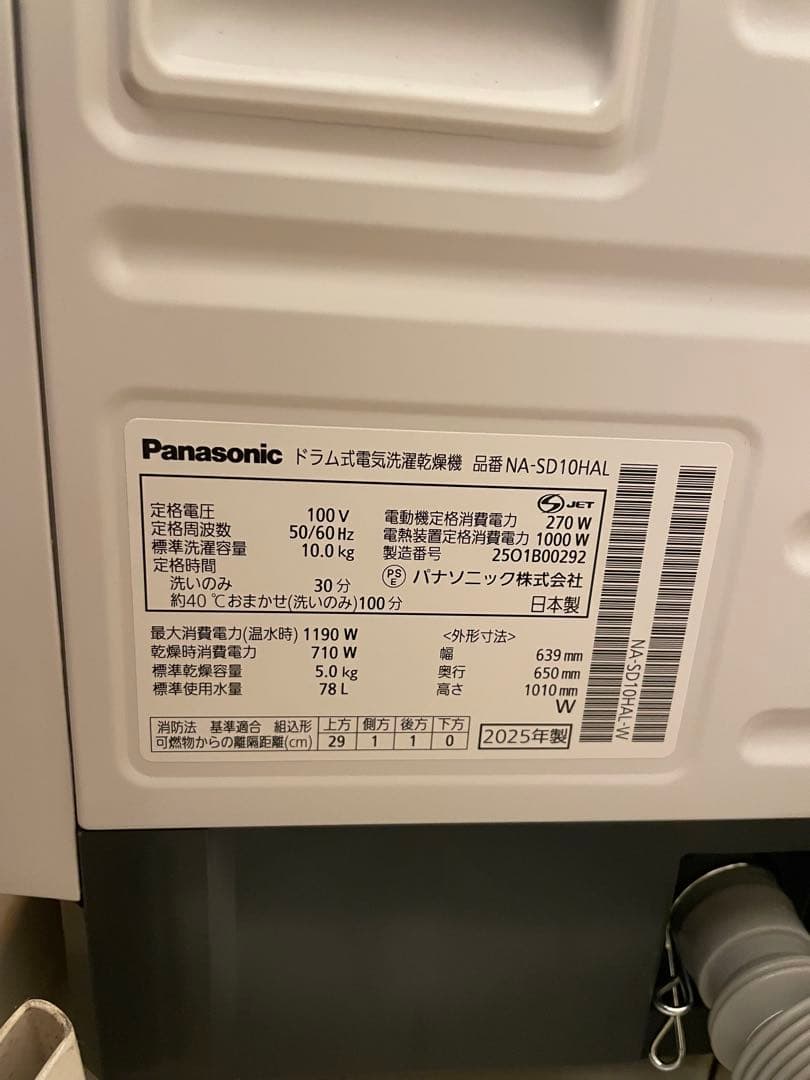 Panasonic ドラム式電気洗濯乾燥機 品番 NA-SD10HAL
JET
定格電圧 100 V
定格周波数 50/60 Hz
標準洗濯容量 10.0 kg
定格時間
洗いのみ 30 分
約40 ℃おまかせ(洗いのみ)100 分
電動機定格消費電力 270 W
電熱装置定格消費電力 1000 W
製造番号 2501B00292
PS E パナソニック株式会社
日本製
最大消費電力(温水時) 1190 W
乾燥時消費電力 710 W
標準乾燥容量 5.0 kg
標準使用水量 78 L
<外形寸法>
幅 639 mm
奥行 650 mm
高さ 1010 mm
W
消防法 基準適合 組込形 上方 側方 後方 下方
可燃物からの離隔距離(cm) 29 1 1 0
2025年製
NA-SD10HAL-W